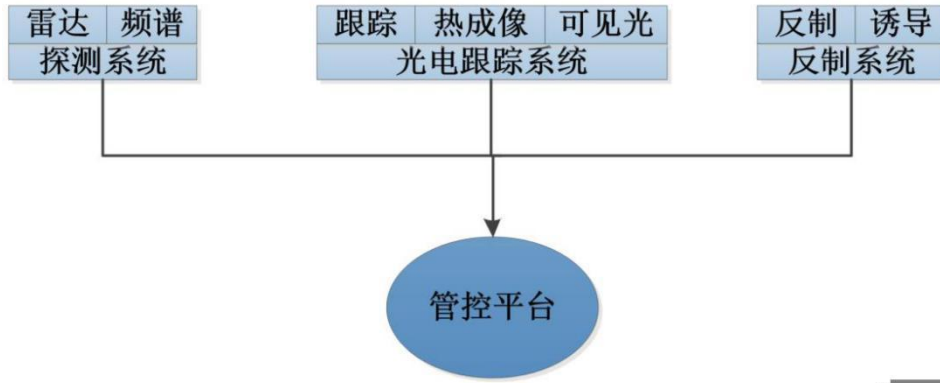 雷达 频谱
探测系统
跟踪 热成像 可见光
光电跟踪系统
反制 诱导
反制系统
管控平台